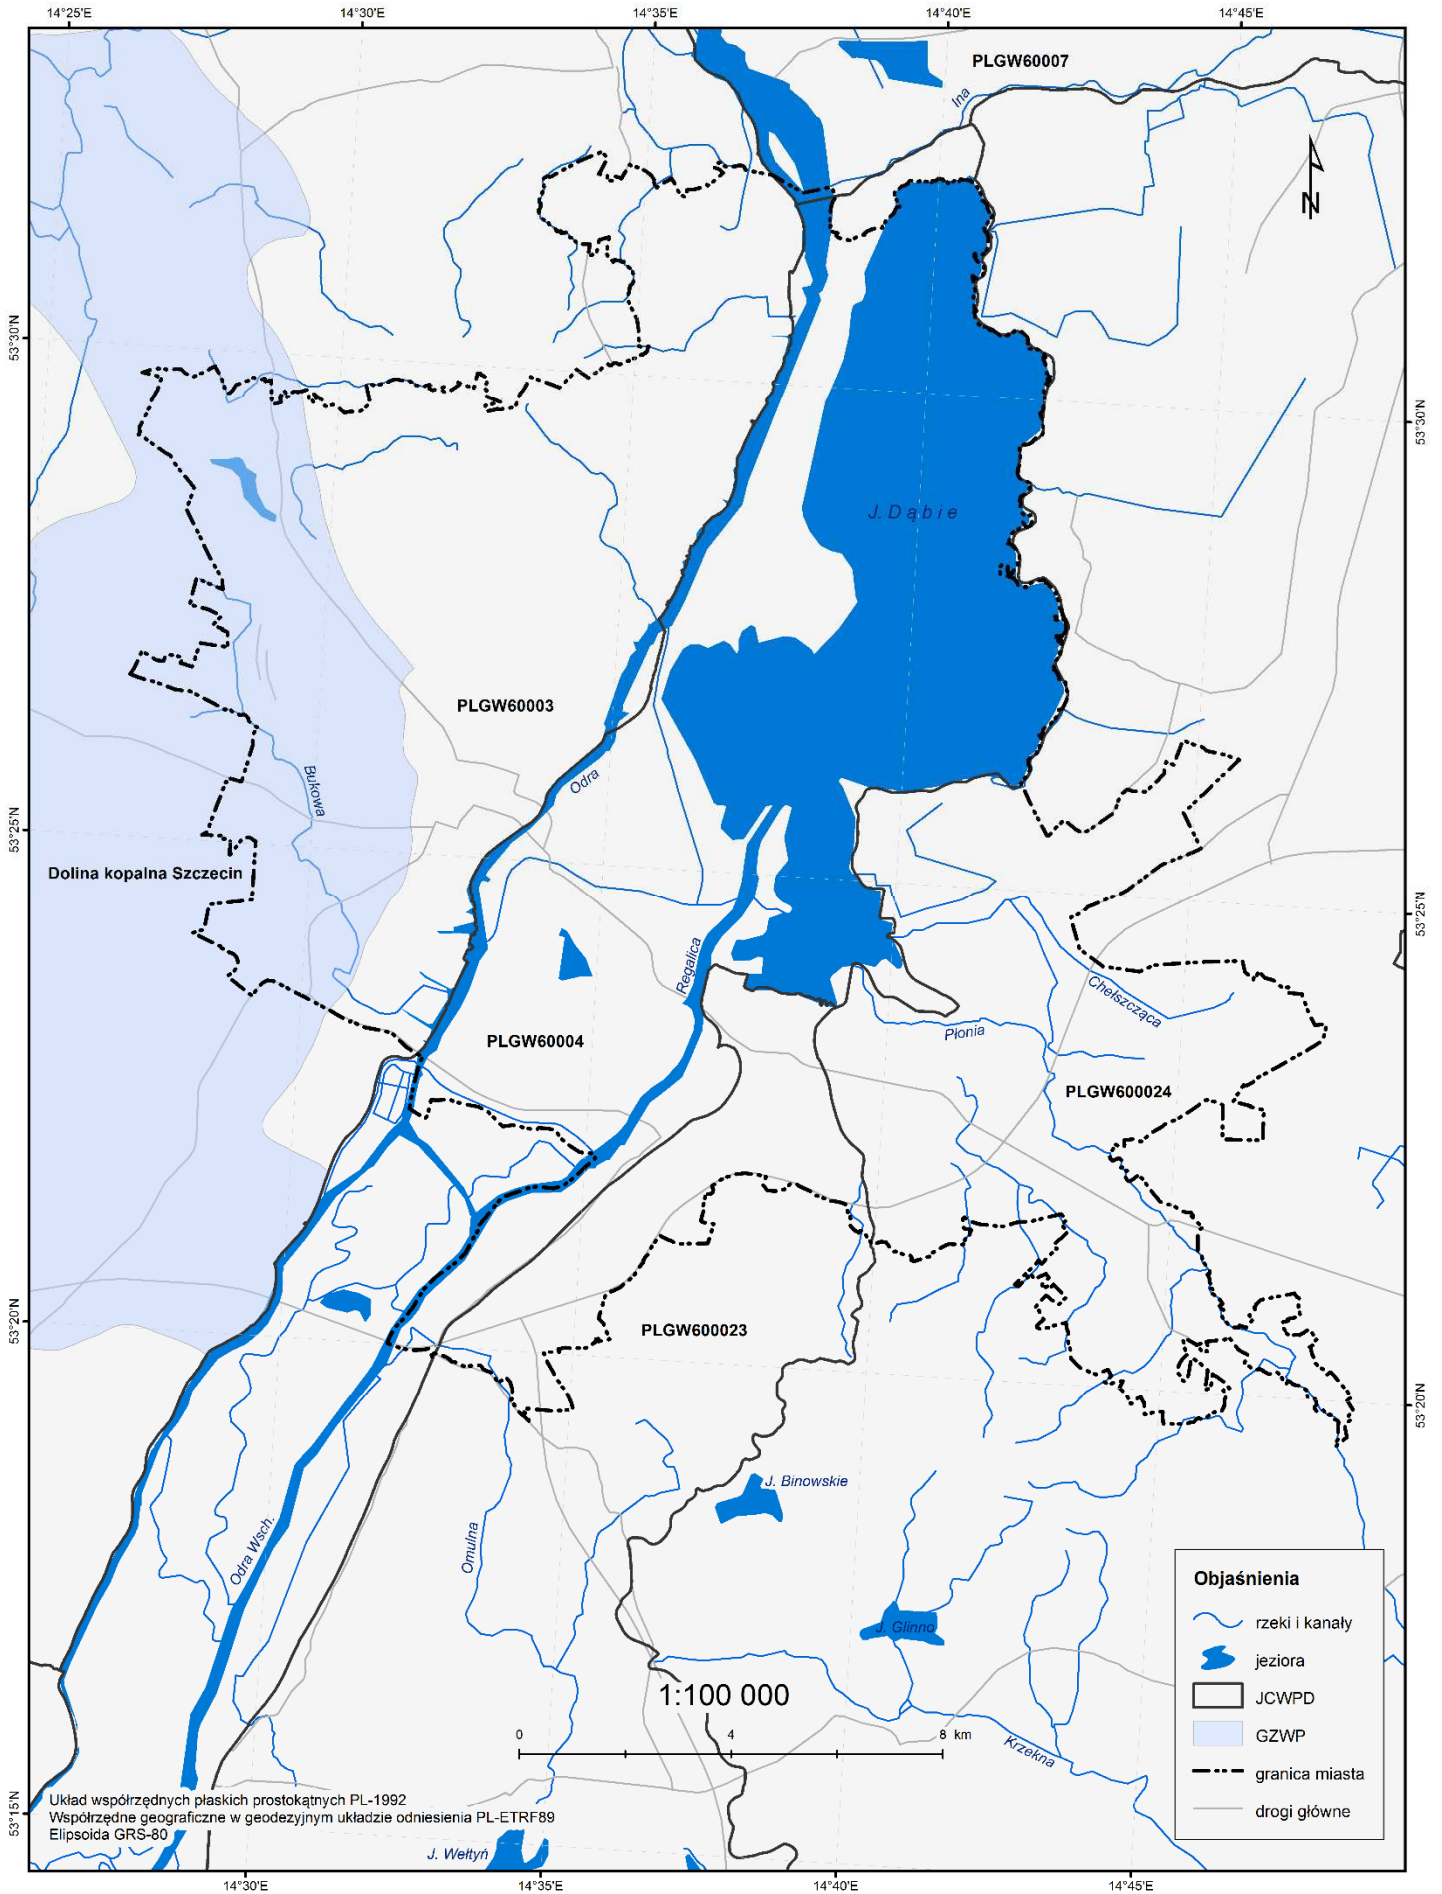 14°25'E 14°30'E 14°35'E 14°40'E 14°45'E
PLGW60007
Ina
N
53°30'N
53°30'N
J. Dąbie
PLGW60003
Bukowa
Odra
53°25'N
Dolina kopalna Szczecin
53°25'N
Regalica
Chełszcząca
Płonia
PLGW60004
PLGW600024
53°20'N
PLGW600023
53°20'N
J. Binowskie
Odra Wsch.
Omulna
J. Glinno
1:100 000
0 4 8 km
Krzekna
Objaśnienia
rzeki i kanały
jeziora
JCWPD
GZWP
granica miasta
drogi główne
53°15'N
Układ współrzędnych płaskich prostokątnych PL-1992
Współrzędne geograficzne w geodezyjnym układzie odniesienia PL-ETRF89
Elipsoida GRS-80
J. Wełtyń
14°30'E 14°35'E 14°40'E 14°45'E